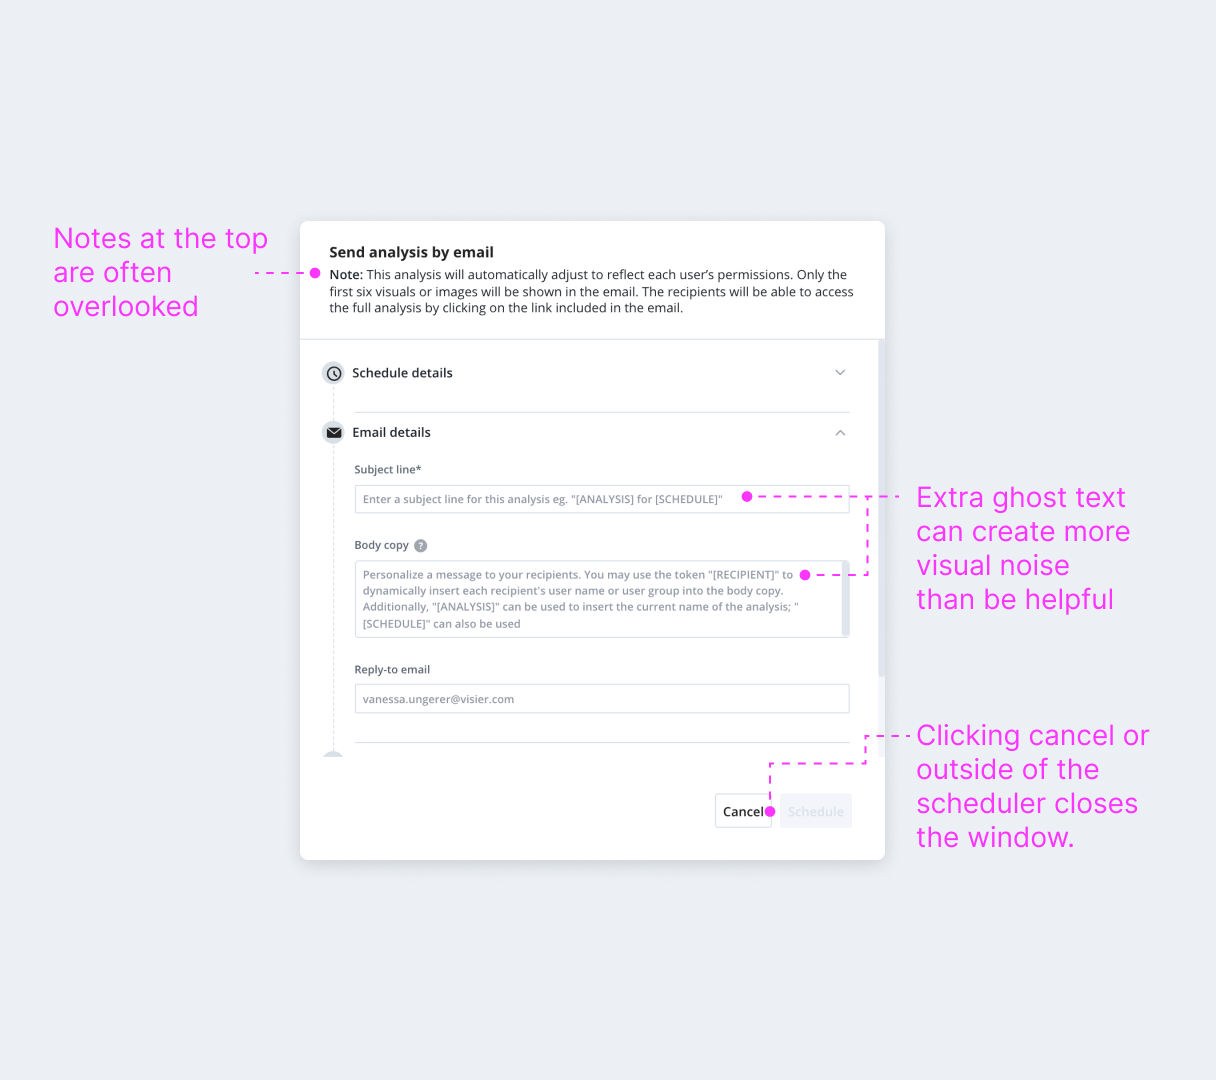 Notes at the top
are often
overlooked
Send analysis by email
Note: This analysis will automatically adjust to reflect each user's permissions. Only the
first six visuals or images will be shown in the email. The recipients will be able to access
the full analysis by clicking on the link included in the email.
Schedule details
Email details
Subject line*
Enter a subject line for this analysis eg. "[ANALYSIS] for [SCHEDULE]"
Extra ghost text
can create more
visual noise
than be helpful
Body copy ?
Personalize a message to your recipients. You may use the token "[RECIPIENT]" to
dynamically insert each recipient's user name or user group into the body copy.
Additionally, "[ANALYSIS]" can be used to insert the current name of the analysis; "
[SCHEDULE]" can also be used
Reply-to email
vanessa.ungerer@visier.com
Clicking cancel or
outside of the
scheduler closes
the window.
Cancel
Schedule